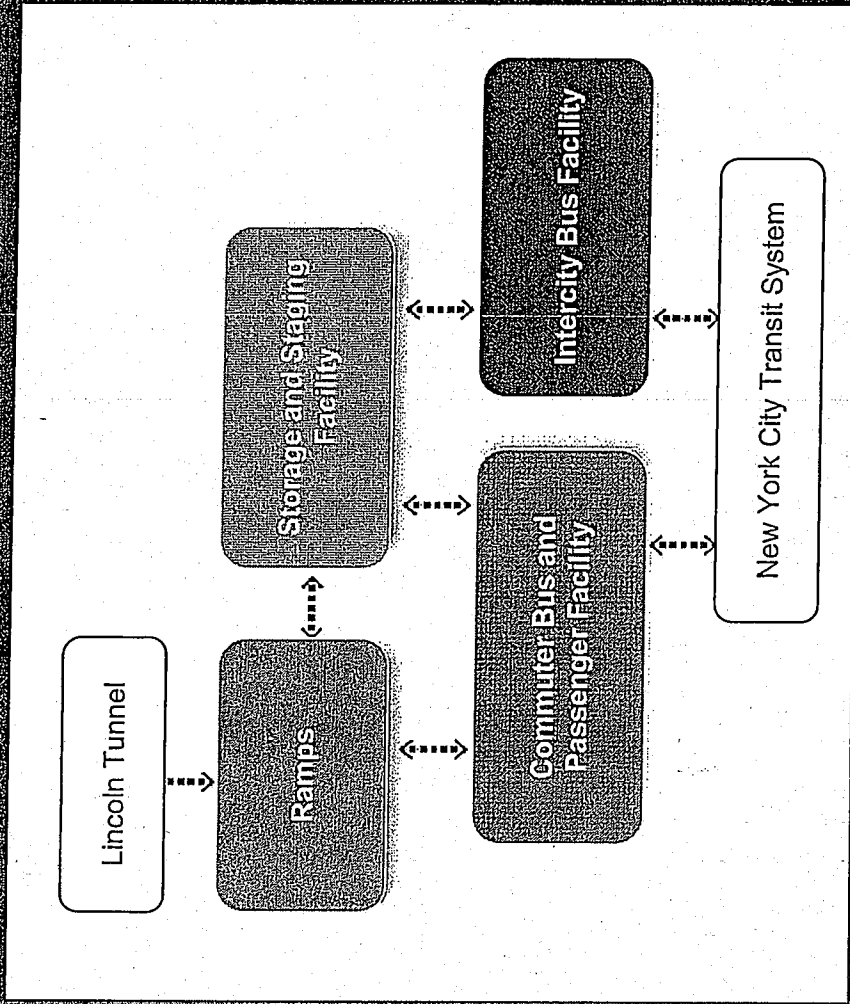 Lincoln Tunnel
Ramps
Storage and Staging
Facility
Commuter Bus and
Passenger Facility
Intercity Bus Facility
New York City Transit System